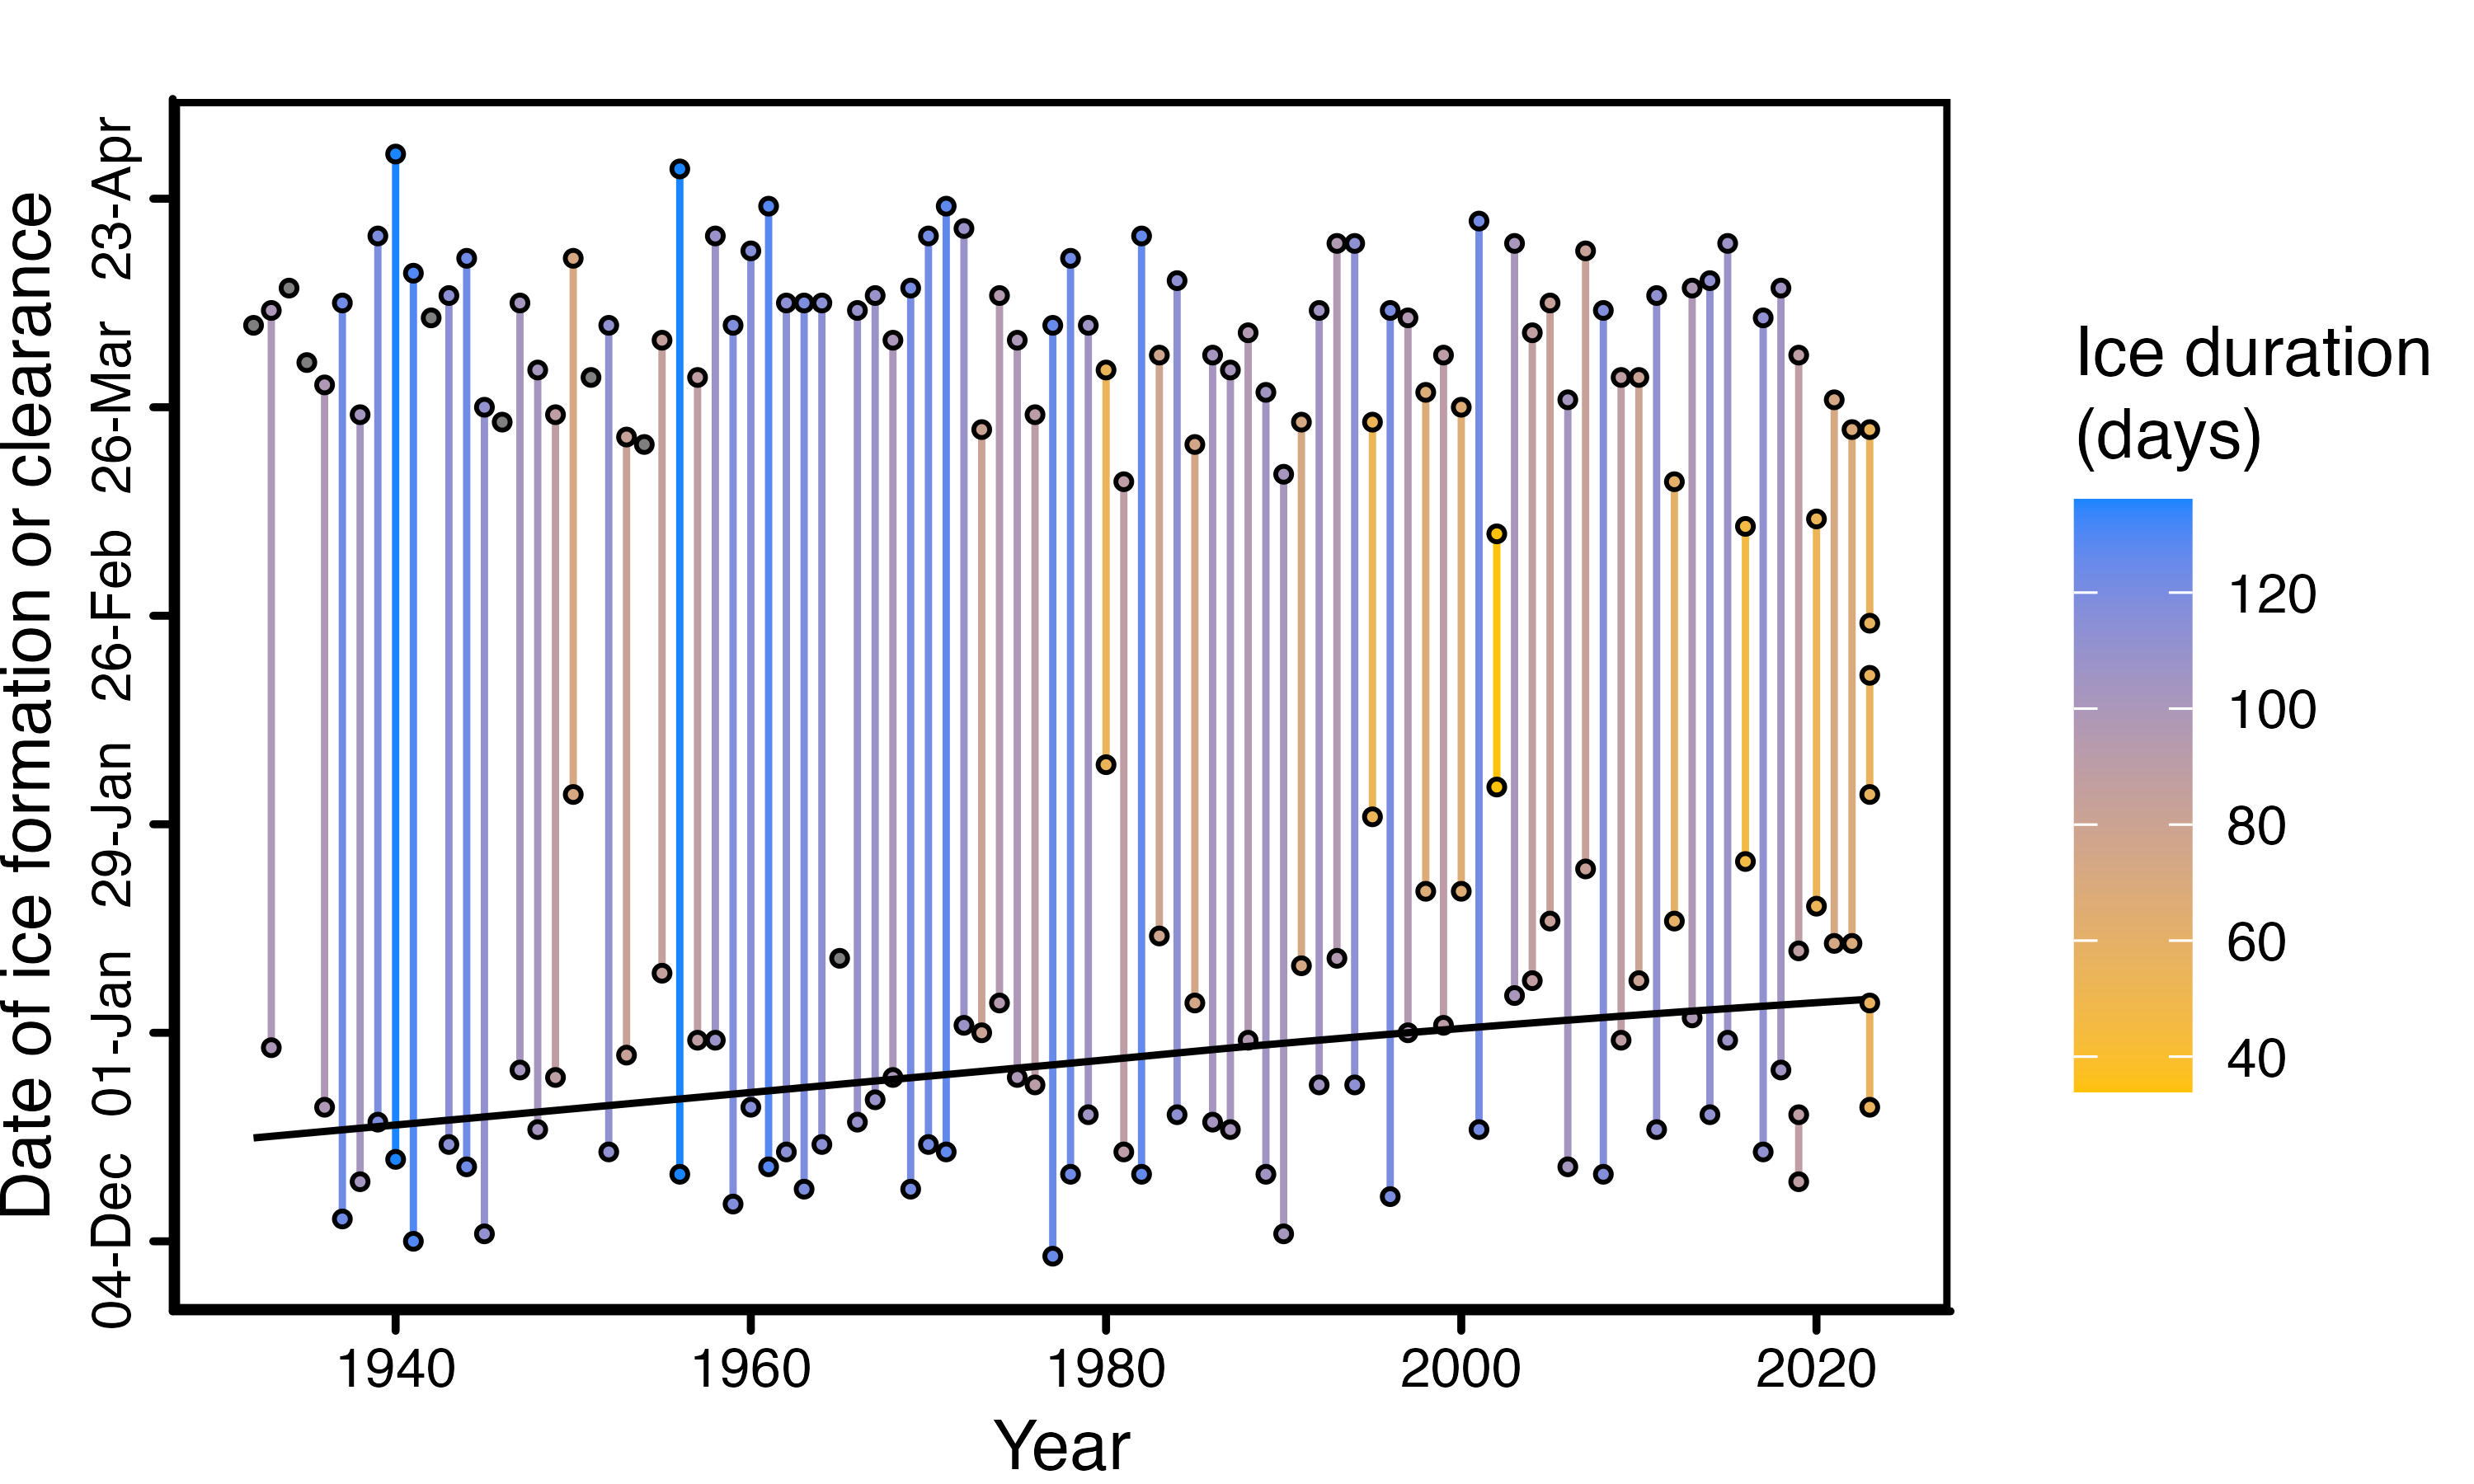 Date of ice formation or clearance
23-Apr
26-Mar
26-Feb
29-Jan
01-Jan
04-Dec
1940
1960
1980
2000
2020
Year
Ice duration
(days)
120
100
80
60
40